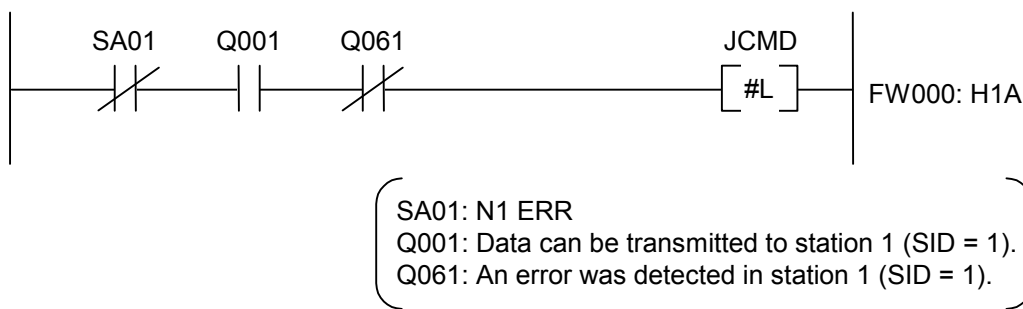 SA01 Q001 Q061 JCMD
#L
FW000: H1A
SA01: N1 ERR
Q001: Data can be transmitted to station 1 (SID = 1).
Q061: An error was detected in station 1 (SID = 1).